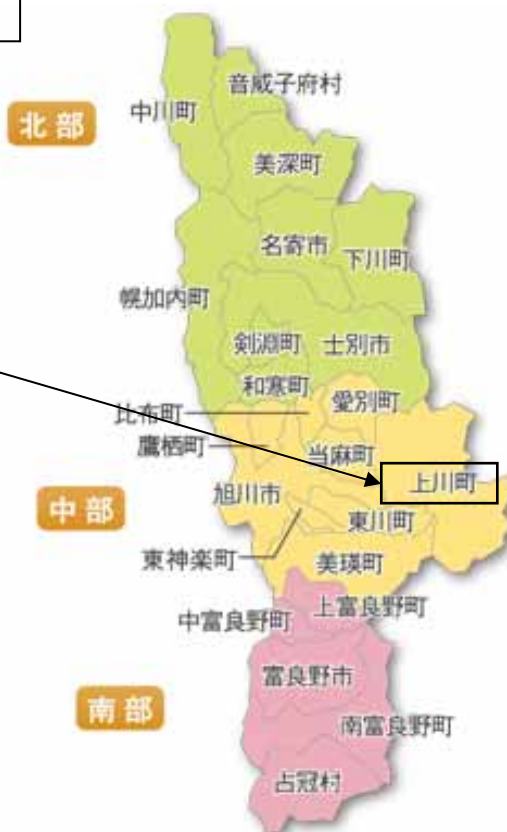 音威子府村
中川町
北部
美深町
名寄市
下川町
幌加内町
剣淵町
士別市
和寒町
愛別町
比布町
鷹栖町
当麻町
上川町
旭川市
中部
東川町
東神楽町
美瑛町
上富良野町
中富良野町
富良野市
南部
南富良野町
占冠村